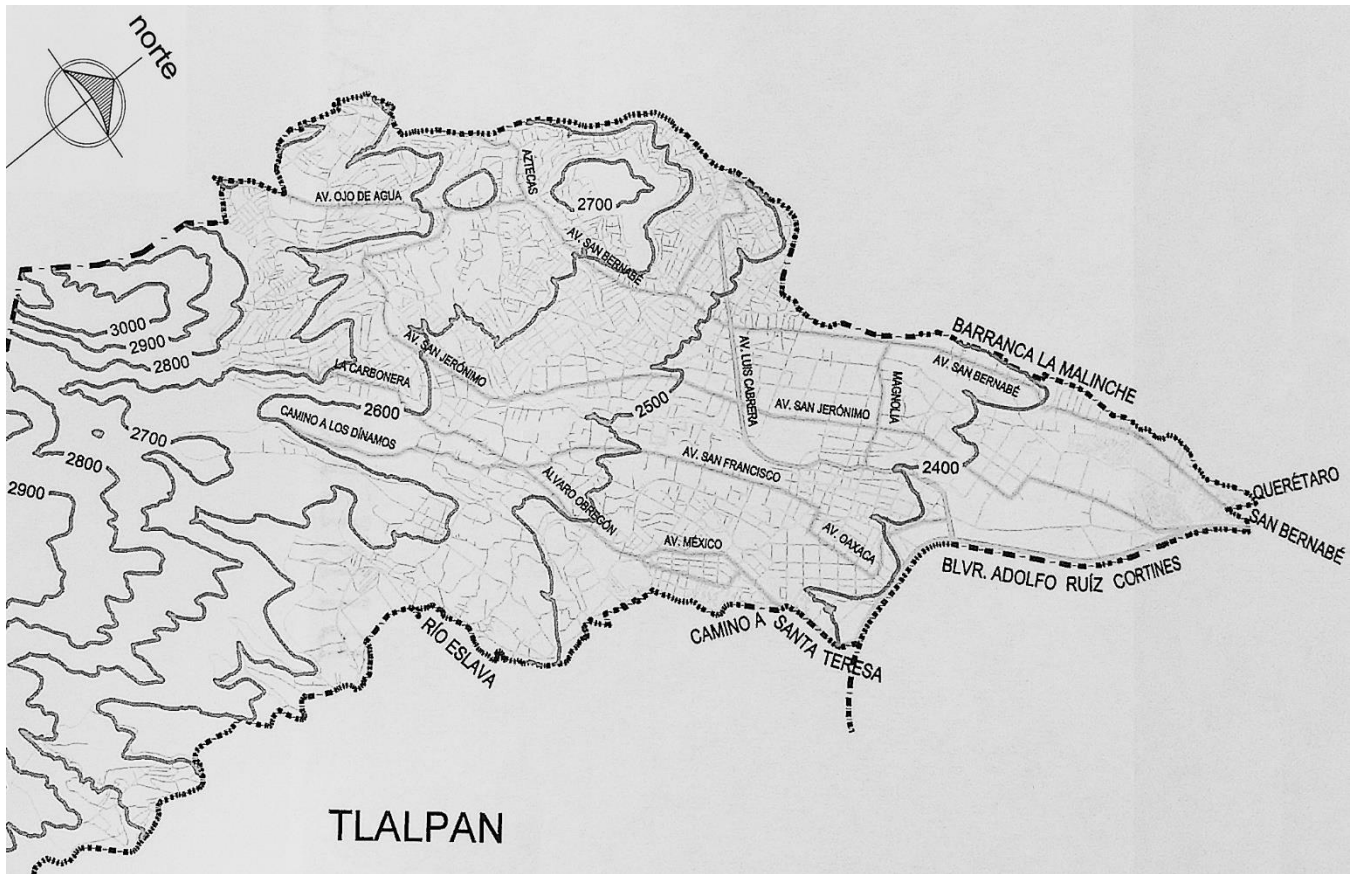 norte
AZTECAS
AV. OJO DE AGUA
2700
AV. SAN BERNABÉ
3000
2900
2800
AV. SAN JERÓNIMO
LA CARBONERA
2600
CAMINO A LOS DÍNAMOS
2700
2800
2900
2500
AV. LUIS CABRERA
MAGNOLIA
AV. SAN JERÓNIMO
BARRANCA LA MALINCHE
AV. SAN BERNABÉ
2400
AV. SAN FRANCISCO
ÁLVARO OBREGÓN
AV. OAXACA
AV. MÉXICO
QUERÉTARO
SAN BERNABÉ
BLVR. ADOLFO RUÍZ CORTINES
CAMINO A SANTA TERESA
RÍO ESLAVA
TLALPAN